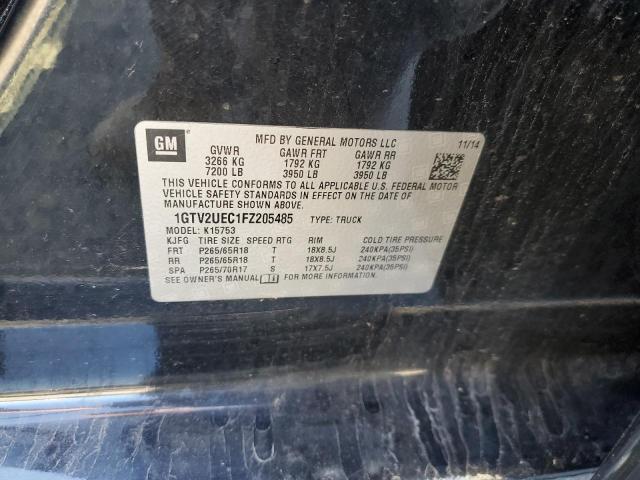 GM
MFD BY GENERAL MOTORS LLC 11/14
GVWR GAWR FRT GAWR RR
3266 KG 1792 KG 1792 KG
7200 LB 3950 LB 3950 LB
THIS VEHICLE CONFORMS TO ALL APPLICABLE U.S. FEDERAL MOTOR
VEHICLE SAFETY STANDARDS IN EFFECT ON THE DATE OF
MANUFACTURE SHOWN ABOVE.
1GTV2UEC1FZ205485 TYPE: TRUCK
MODEL: K15753
KJFG TIRE SIZE SPEED RTG RIM COLD TIRE PRESSURE
FRT P265/65R18 T 18X8.5J 240KPA(35PSI)
RR P265/65R18 T 18X8.5J 240KPA(35PSI)
SPA P265/70R17 S 17X7.5J 240KPA(35PSI)
SEE OWNER'S MANUAL FOR MORE INFORMATION.